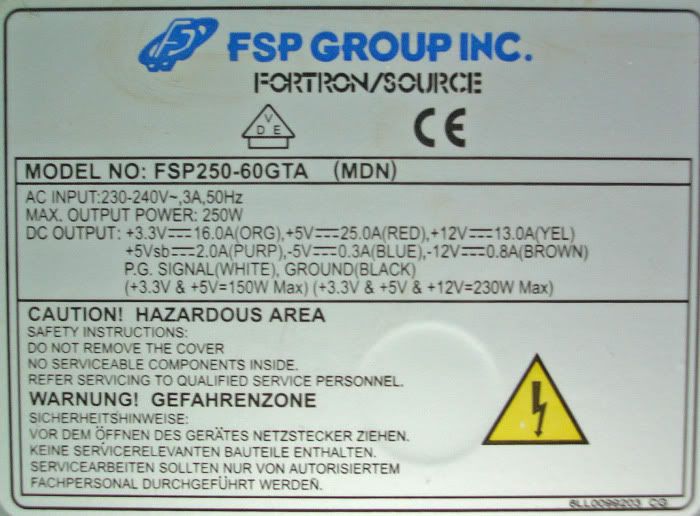 FSP GROUP INC.
FORTRON/SOURCE
VDE
CE
MODEL NO: FSP250-60GTA (MDN)
AC INPUT:230-240V~,3A,50Hz
MAX. OUTPUT POWER: 250W
DC OUTPUT: +3.3V⎓16.0A(ORG),+5V⎓25.0A(RED),+12V⎓13.0A(YEL)
+5Vsb⎓2.0A(PURP),-5V⎓0.3A(BLUE),-12V⎓0.8A(BROWN)
P.G. SIGNAL(WHITE), GROUND(BLACK)
(+3.3V & +5V=150W Max) (+3.3V & +5V & +12V=230W Max)
CAUTION! HAZARDOUS AREA
SAFETY INSTRUCTIONS:
DO NOT REMOVE THE COVER
NO SERVICEABLE COMPONENTS INSIDE.
REFER SERVICING TO QUALIFIED SERVICE PERSONNEL.
WARNUNG! GEFAHRENZONE
SICHERHEITSHINWEISE:
VOR DEM ÖFFNEN DES GERÄTES NETZSTECKER ZIEHEN.
KEINE SERVICERELEVANTEN BAUTEILE ENTHALTEN.
SERVICEARBEITEN SOLLTEN NUR VON AUTORISIERTEM
FACHPERSONAL DURCHGEFÜHRT WERDEN.
6LL0099203 CG